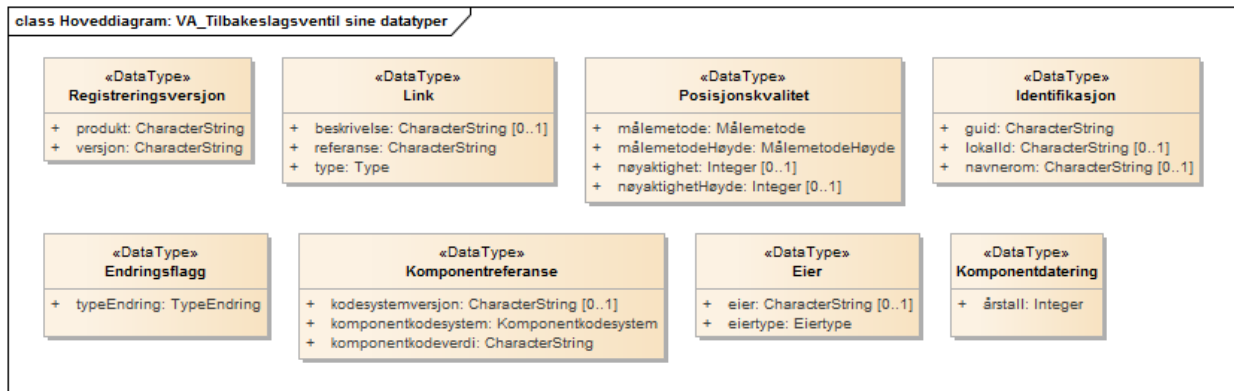 class Hoveddiagram: VA_Tilbakeslagsventil sine datatyper
«DataType»
Registreringsversjon
+ produkt: CharacterString
+ versjon: CharacterString
«DataType»
Link
+ beskrivelse: CharacterString [0..1]
+ referanse: CharacterString
+ type: Type
«DataType»
Posisjonskvalitet
+ målemetode: Målemetode
+ målemetodeHøyde: MålemetodeHøyde
+ nøyaktighet: Integer [0..1]
+ nøyaktighetHøyde: Integer [0..1]
«DataType»
Identifikasjon
+ guid: CharacterString
+ lokalId: CharacterString [0..1]
+ navnerom: CharacterString [0..1]
«DataType»
Endringsflagg
+ typeEndring: TypeEndring
«DataType»
Komponentreferanse
+ kodesystemversjon: CharacterString [0..1]
+ komponentkodesystem: Komponentkodesystem
+ komponentkodeverdi: CharacterString
«DataType»
Eier
+ eier: CharacterString [0..1]
+ eiertype: Eiertype
«DataType»
Komponentdatering
+ årstall: Integer